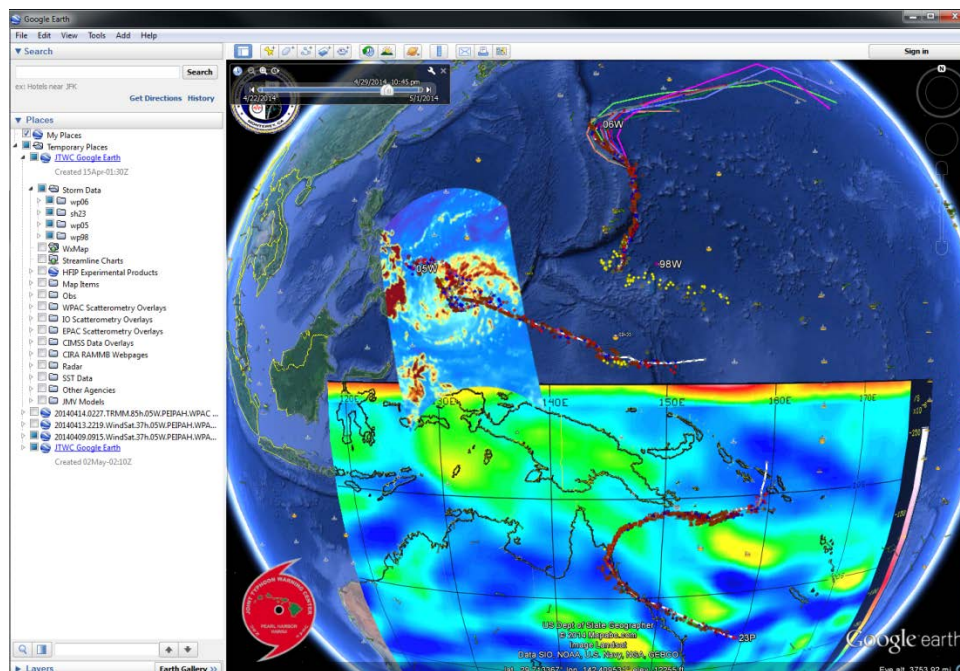 Google Earth
File Edit View Tools Add Help
Search
Search
ex: Hotels near JFK
Get Directions History
Places
My Places
Temporary Places
JTWC Google Earth
Created 15Apr-01:30Z
Storm Data
wp06
sh23
wp05
wp98
WxMap
Streamline Charts
HFIP Experimental Products
Map Items
Obs
WPAC Scatterometry Overlays
IO Scatterometry Overlays
EPAC Scatterometry Overlays
CIMSS Data Overlays
CIRA RAMMB Webpages
Radar
SST Data
Other Agencies
JMV Models
20140414.0227.TRMM.85h.05W.PEIPAH.WPAC ...
20140413.2219.WindSat.37h.05W.PEIPAH.WPA...
20140409.0915.WindSat.37h.05W.PEIPAH.WPA...
JTWC Google Earth
Created 02May-02:10Z
Layers
Earth Gallery >>
Sign in
4/29/2014 10:45 pm
4/22/2014 5/1/2014
MONTEREY, CA
N
06W
98W
05W
120E 130E 140E 150E 160E 170E
23P
JOINT TYPHOON WARNING CENTER
PEARL HARBOR
HAWAII
US Dept of State Geographer
© 2014 Mapabc.com
Image Landsat
Data SIO, NOAA, U.S. Navy, NGA, GEBCO
Google earth